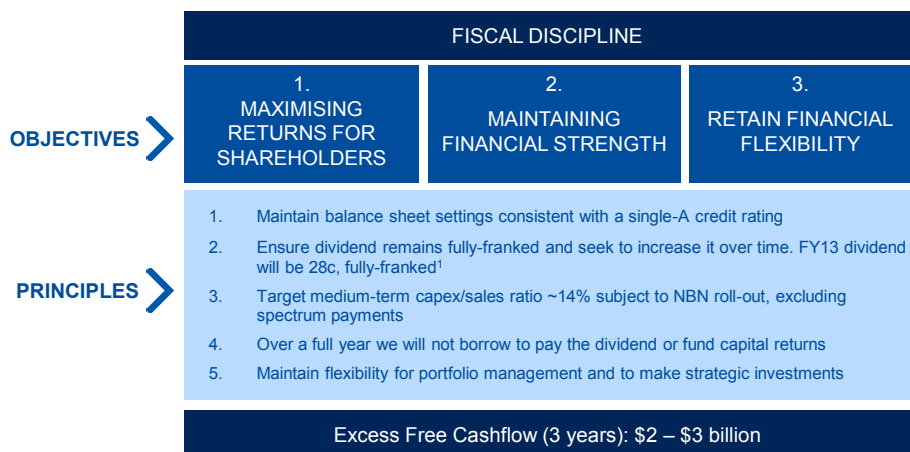 FISCAL DISCIPLINE
OBJECTIVES
1.
MAXIMISING
RETURNS FOR
SHAREHOLDERS
2.
MAINTAINING
FINANCIAL STRENGTH
3.
RETAIN FINANCIAL
FLEXIBILITY
PRINCIPLES
1. Maintain balance sheet settings consistent with a single-A credit rating
2. Ensure dividend remains fully-franked and seek to increase it over time. FY13 dividend
will be 28c, fully-franked¹
3. Target medium-term capex/sales ratio ~14% subject to NBN roll-out, excluding
spectrum payments
4. Over a full year we will not borrow to pay the dividend or fund capital returns
5. Maintain flexibility for portfolio management and to make strategic investments
Excess Free Cashflow (3 years): $2 – $3 billion